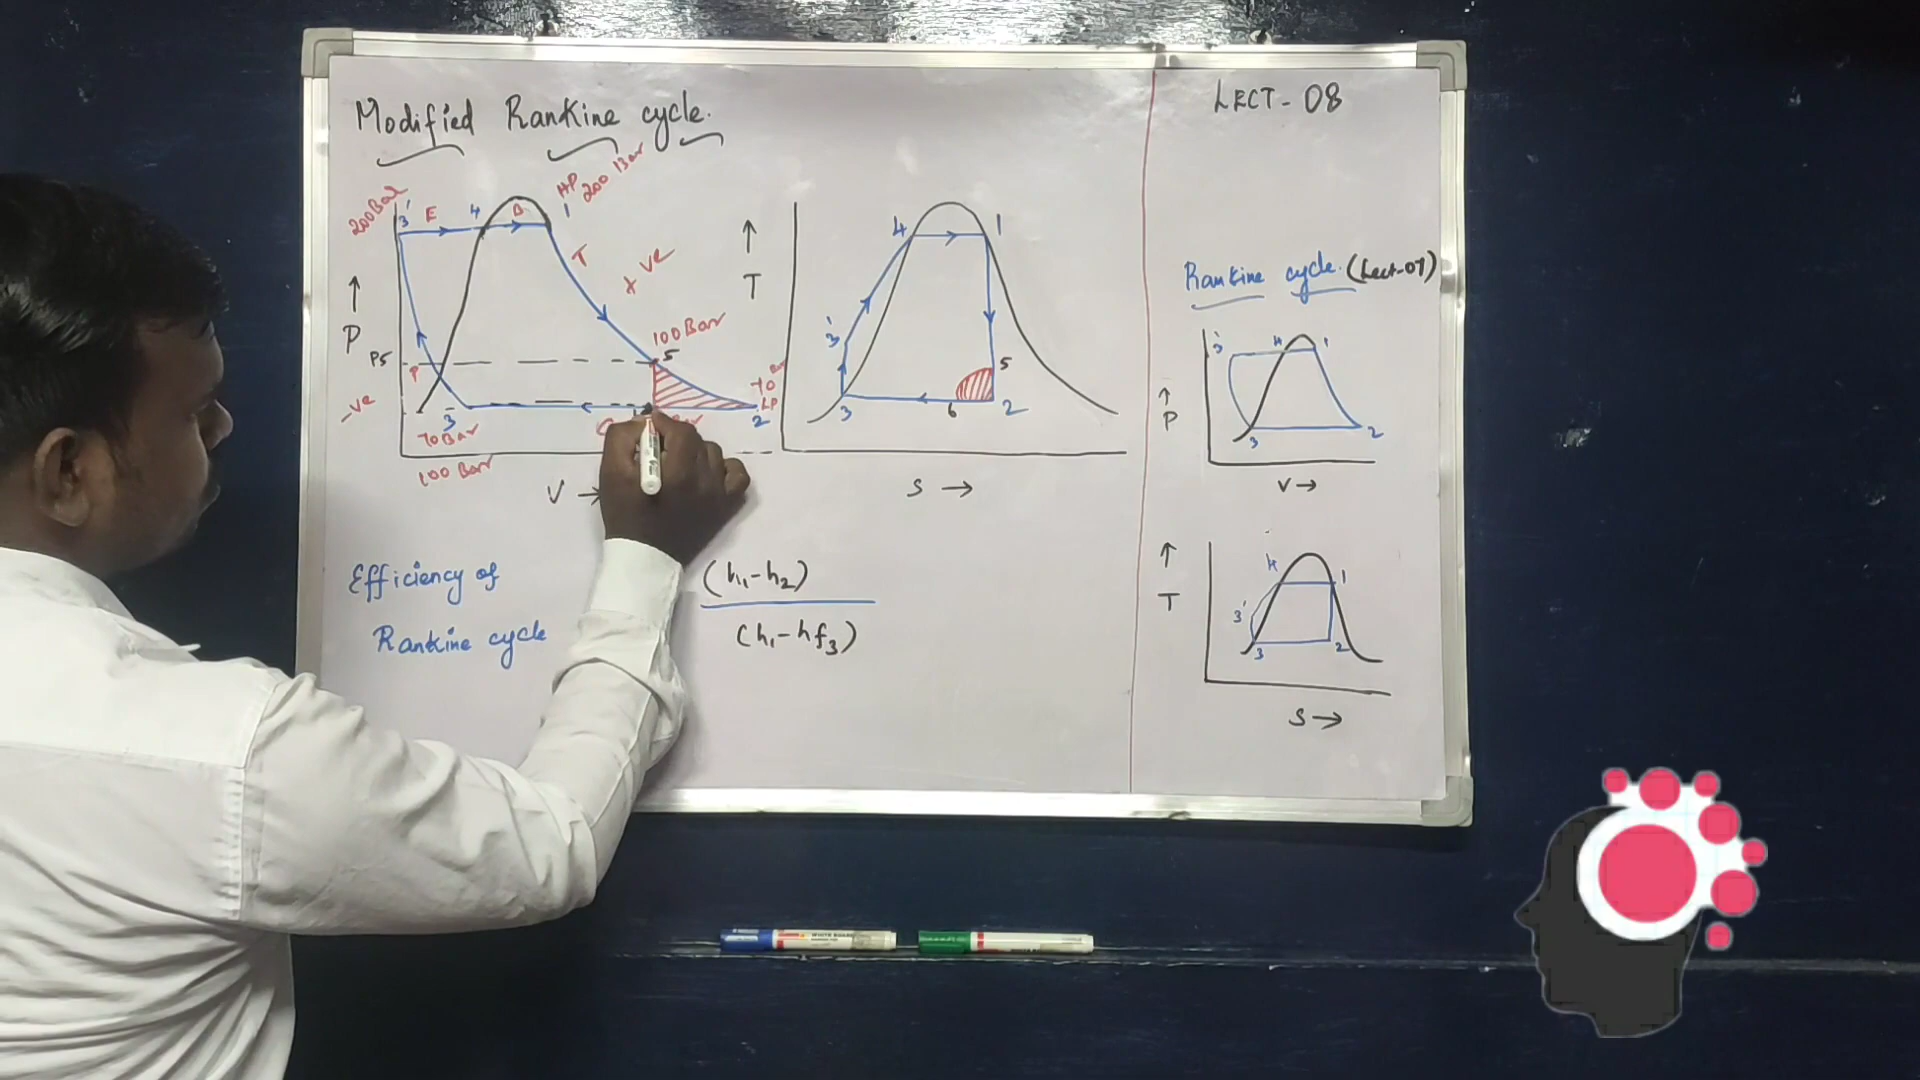 Modified Rankine cycle.
LECT - 08
200 Bar
3'
E
4
B
1
HP
200 Bar
T
+ ve
↑
P
P5
P
-ve
100 Bar
5
3
70 Bar
100 Bar
70
LP
2
V →
↑
T
4
1
3'
5
3
6
2
S →
Efficiency of
Rankine cycle
(h₁-h₂)
(h₁-hf₃)
Rankine cycle. (Lect-07)
↑
P
3'
4
1
3
2
V →
↑
T
4
1
3'
3
2
S →